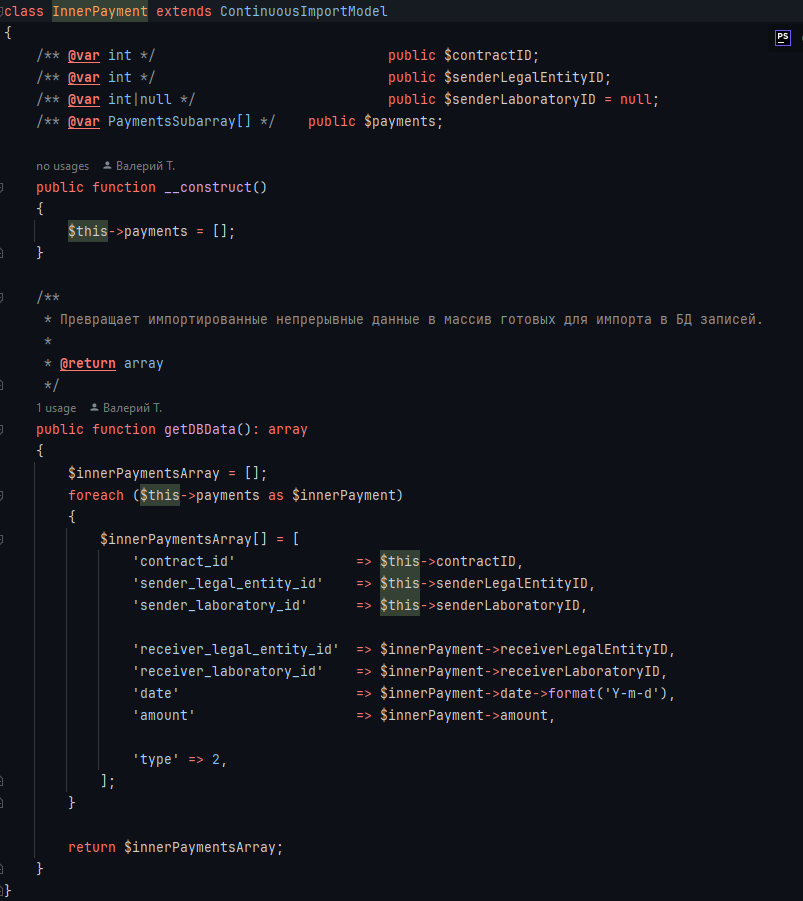 class InnerPayment extends ContinuousImportModel
{
PS
/** @var int */ public $contractID;
/** @var int */ public $senderLegalEntityID;
/** @var int|null */ public $senderLaboratoryID = null;
/** @var PaymentsSubarray[] */ public $payments;
no usages Валерий Т.
public function __construct()
{
$this->payments = [];
}
/**
* Превращает импортированные непрерывные данные в массив готовых для импорта в БД записей.
*
* @return array
*/
1 usage Валерий Т.
public function getDBData(): array
{
$innerPaymentsArray = [];
foreach ($this->payments as $innerPayment)
{
$innerPaymentsArray[] = [
'contract_id' => $this->contractID,
'sender_legal_entity_id' => $this->senderLegalEntityID,
'sender_laboratory_id' => $this->senderLaboratoryID,
'receiver_legal_entity_id' => $innerPayment->receiverLegalEntityID,
'receiver_laboratory_id' => $innerPayment->receiverLaboratoryID,
'date' => $innerPayment->date->format('Y-m-d'),
'amount' => $innerPayment->amount,
'type' => 2,
];
}
return $innerPaymentsArray;
}
}